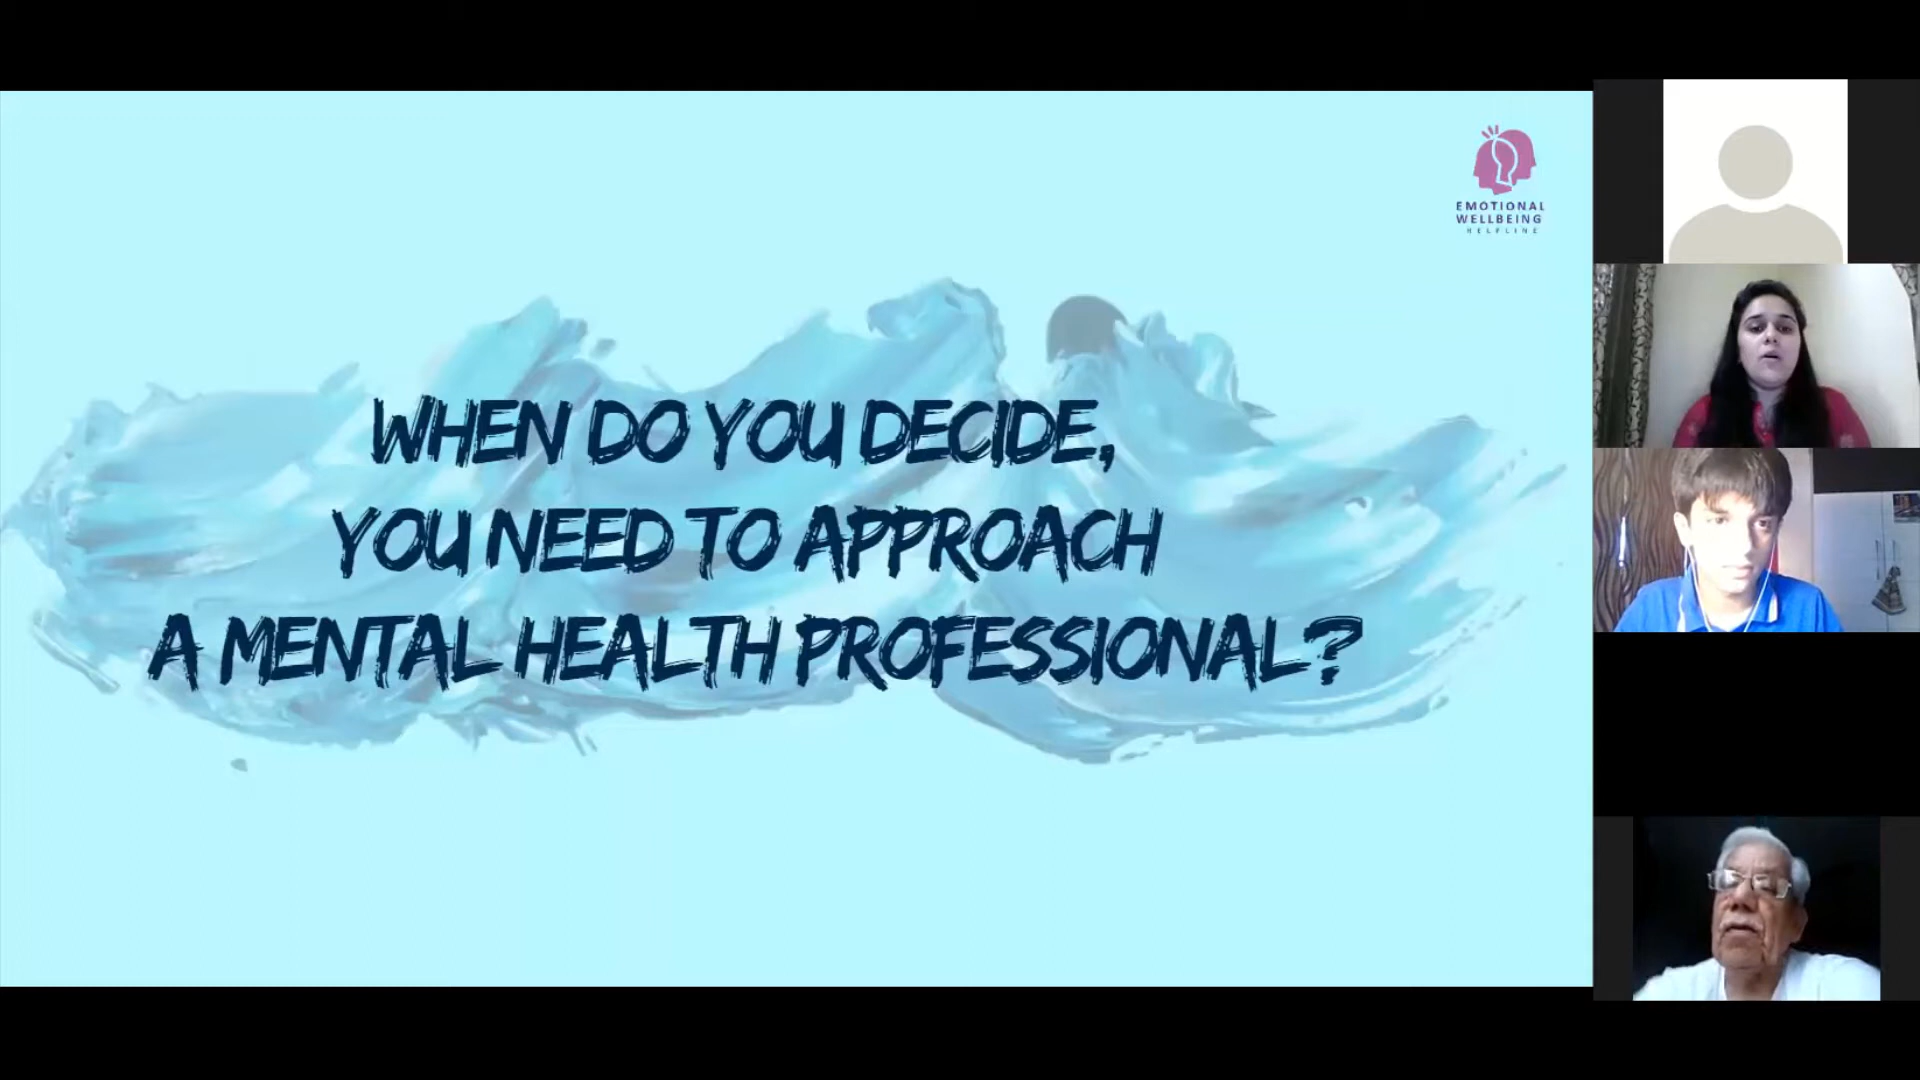 EMOTIONAL
WELLBEING
HELPLINE
WHEN DO YOU DECIDE,
YOU NEED TO APPROACH
A MENTAL HEALTH PROFESSIONAL?